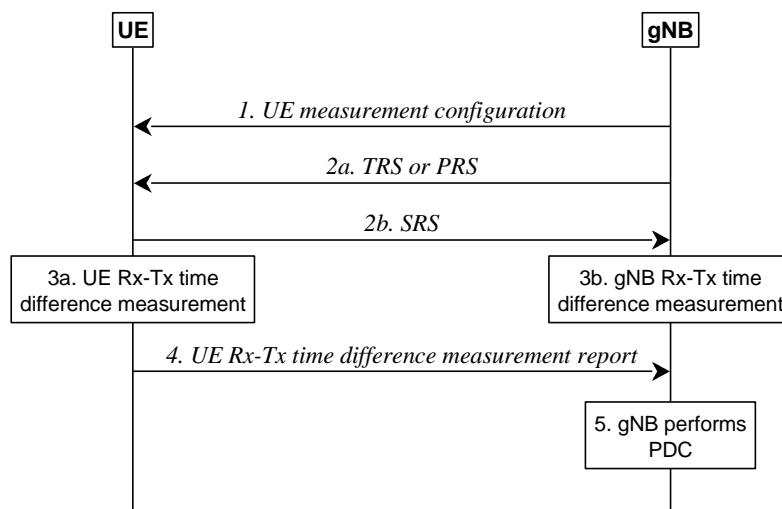 UE
gNB
1. UE measurement configuration
2a. TRS or PRS
2b. SRS
3a. UE Rx-Tx time
difference measurement
3b. gNB Rx-Tx time
difference measurement
4. UE Rx-Tx time difference measurement report
5. gNB performs
PDC